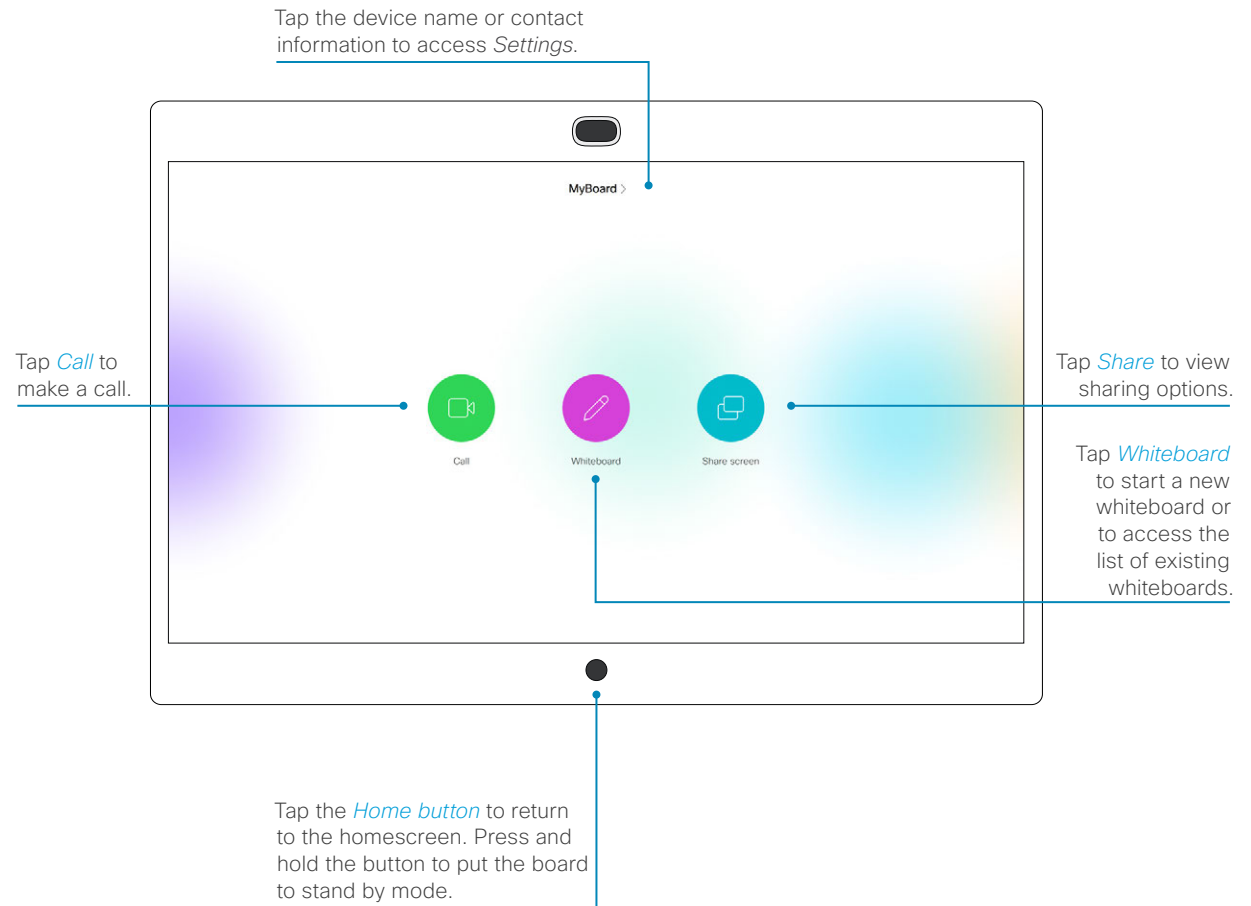 Tap the device name or contact
information to access Settings.
MyBoard >
Tap Call to
make a call.
Call
Whiteboard
Share screen
Tap Share to view
sharing options.
Tap Whiteboard
to start a new
whiteboard or
to access the
list of existing
whiteboards.
Tap the Home button to return
to the homescreen. Press and
hold the button to put the board
to stand by mode.